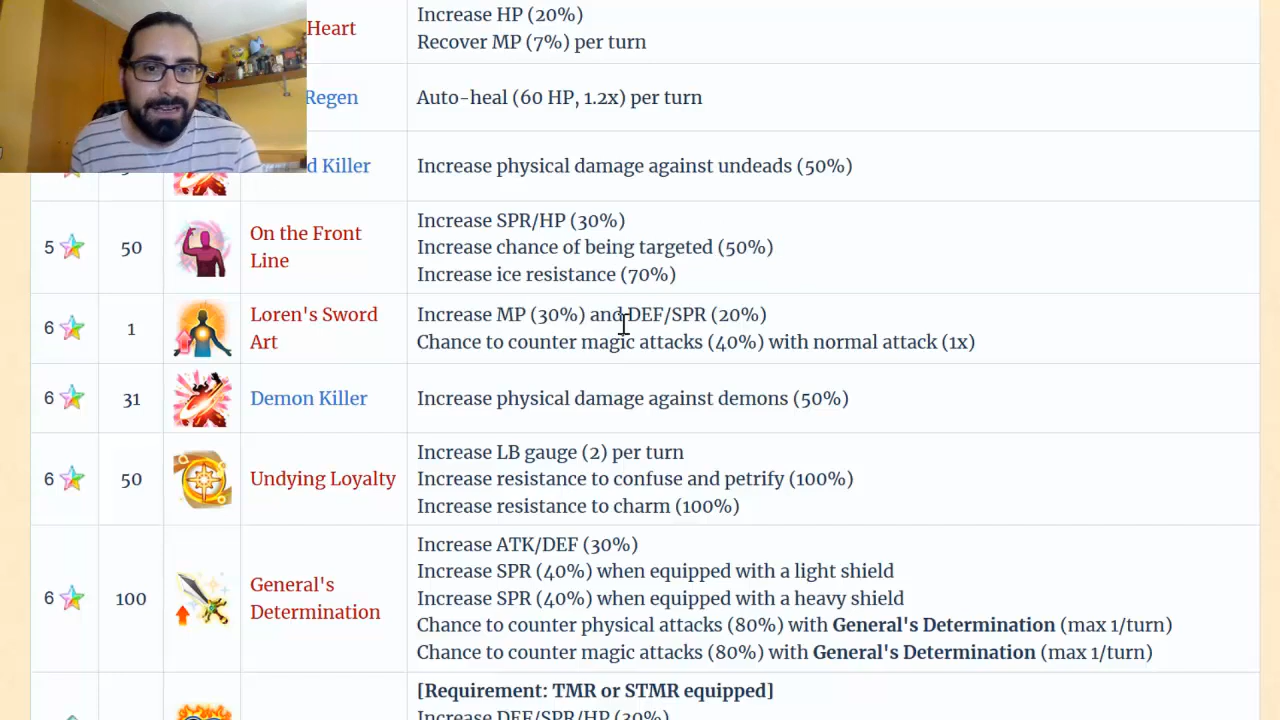 Heart
Increase HP (20%)
Recover MP (7%) per turn
Regen
Auto-heal (60 HP, 1.2x) per turn
d Killer
Increase physical damage against undeads (50%)
5
50
On the Front
Line
Increase SPR/HP (30%)
Increase chance of being targeted (50%)
Increase ice resistance (70%)
6
1
Loren's Sword
Art
Increase MP (30%) and DEF/SPR (20%)
Chance to counter magic attacks (40%) with normal attack (1x)
6
31
Demon Killer
Increase physical damage against demons (50%)
6
50
Undying Loyalty
Increase LB gauge (2) per turn
Increase resistance to confuse and petrify (100%)
Increase resistance to charm (100%)
6
100
General's
Determination
Increase ATK/DEF (30%)
Increase SPR (40%) when equipped with a light shield
Increase SPR (40%) when equipped with a heavy shield
Chance to counter physical attacks (80%) with General's Determination (max 1/turn)
Chance to counter magic attacks (80%) with General's Determination (max 1/turn)
[Requirement: TMR or STMR equipped]
Increase DEF/SPR/HP (30%)